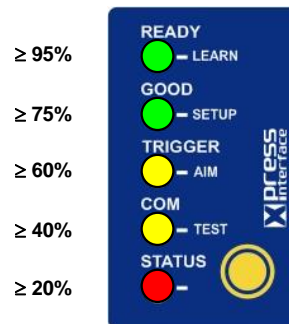 READY
≥ 95% LEARN
GOOD
≥ 75% SETUP
TRIGGER
≥ 60% AIM
COM
≥ 40% TEST
STATUS
≥ 20%
Xpress
interface